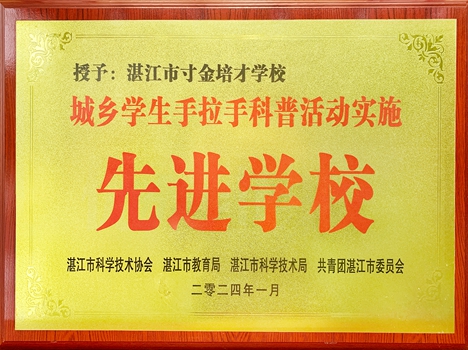 授予：湛江市寸金培才学校
城乡学生手拉手科普活动实施
先进学校
湛江市科学技术协会 湛江市教育局 湛江市科学技术局 共青团湛江市委员会
二零二四年一月